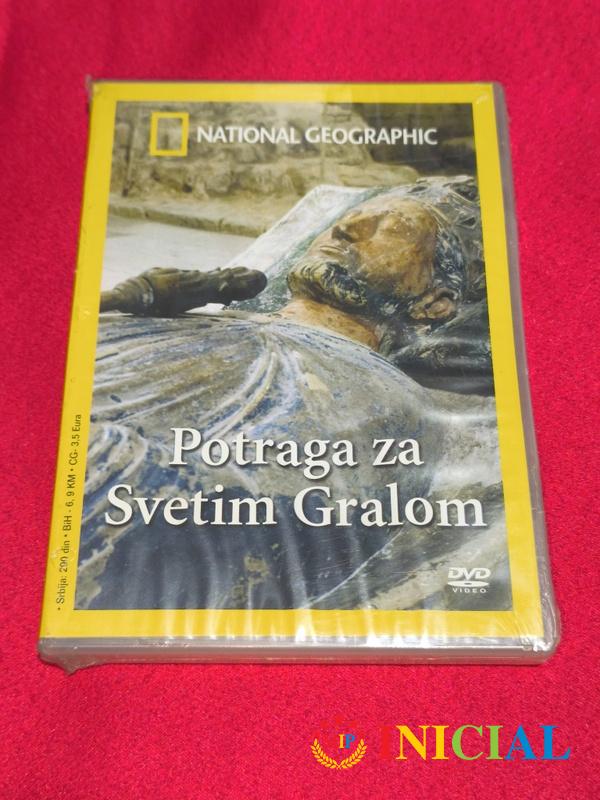 NATIONAL GEOGRAPHIC
Potraga za
Svetim Gralom
DVD
VIDEO
• Srbija: 290 din • BiH - 6, 9 KM • CG- 3,5 Eura
IP
INICIAL